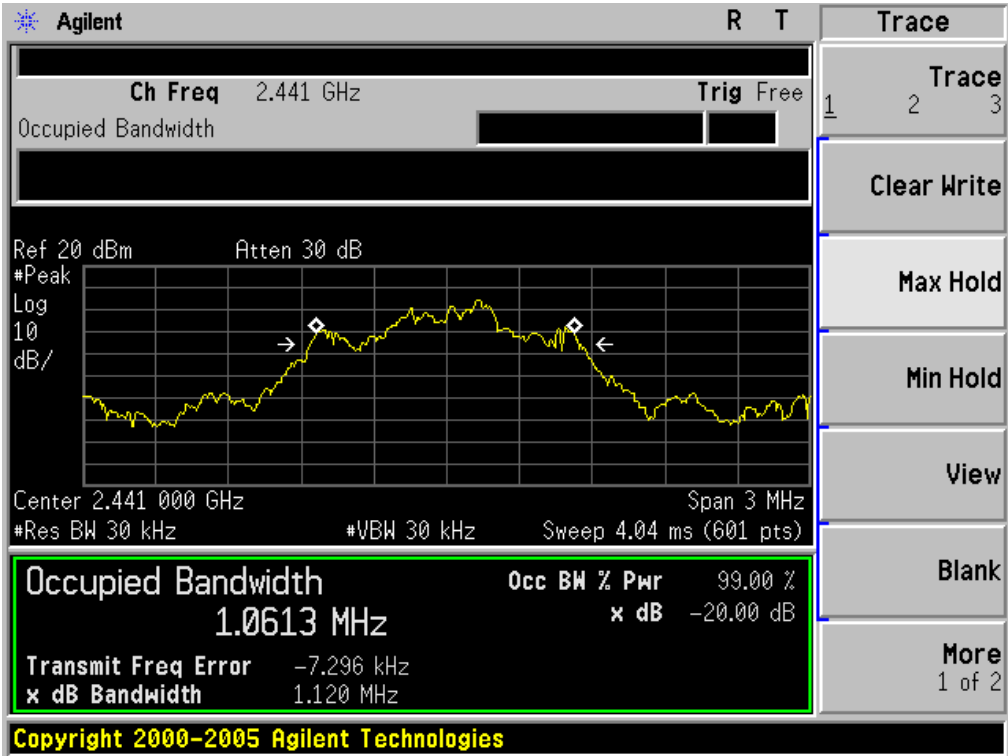 Agilent R T
Ch Freq 2.441 GHz Trig Free
Occupied Bandwidth
Ref 20 dBm Atten 30 dB
#Peak
Log
10
dB/
Center 2.441 000 GHz Span 3 MHz
#Res BW 30 kHz #VBW 30 kHz Sweep 4.04 ms (601 pts)
Occupied Bandwidth
1.0613 MHz
Occ BW % Pwr 99.00 %
x dB -20.00 dB
Transmit Freq Error -7.296 kHz
x dB Bandwidth 1.120 MHz
Copyright 2000-2005 Agilent Technologies
Trace
Trace
1 2 3
Clear Write
Max Hold
Min Hold
View
Blank
More
1 of 2